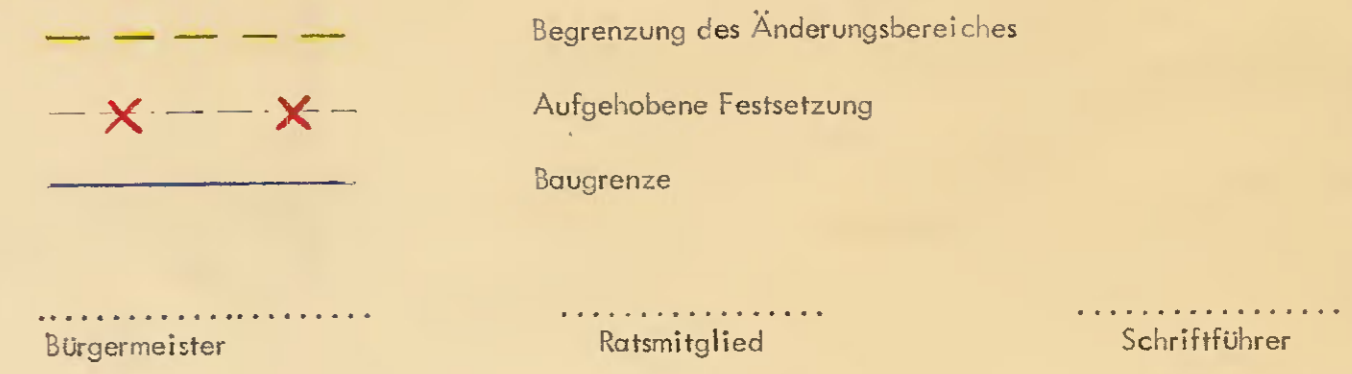 Begrenzung des Änderungsbereiches
Aufgehobene Festsetzung
Baugrenze
Bürgermeister Ratsmitglied Schriftführer